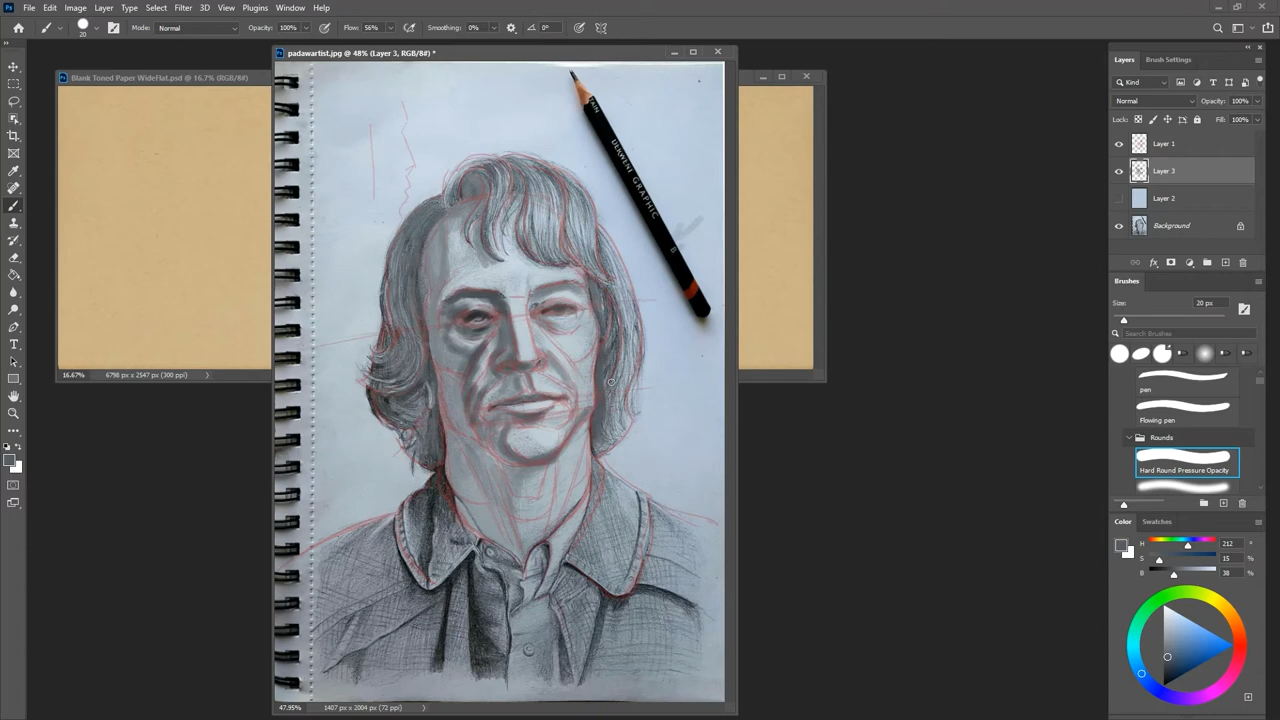 Ps File Edit Image Layer Type Select Filter 3D View Plugins Window Help
20 Mode: Normal Opacity: 100% Flow: 56% Smoothing: 0% 0°
padawartist.jpg @ 48% (Layer 3, RGB/8#) *
Blank Toned Paper WideFlat.psd @ 16.7% (RGB/8#)
DERWENT GRAPHIC
B
16.67% 6798 px x 2547 px (300 ppi)
47.95% 1407 px x 2004 px (72 ppi)
Layers Brush Settings
Kind
Normal Opacity: 100%
Lock: Fill: 100%
Layer 1
Layer 3
Layer 2
Background
fx
Brushes
Size: 20 px
Search Brushes
pen
Flowing pen
Rounds
Hard Round Pressure Opacity
Color Swatches
H 212 °
S 15 %
B 38 %